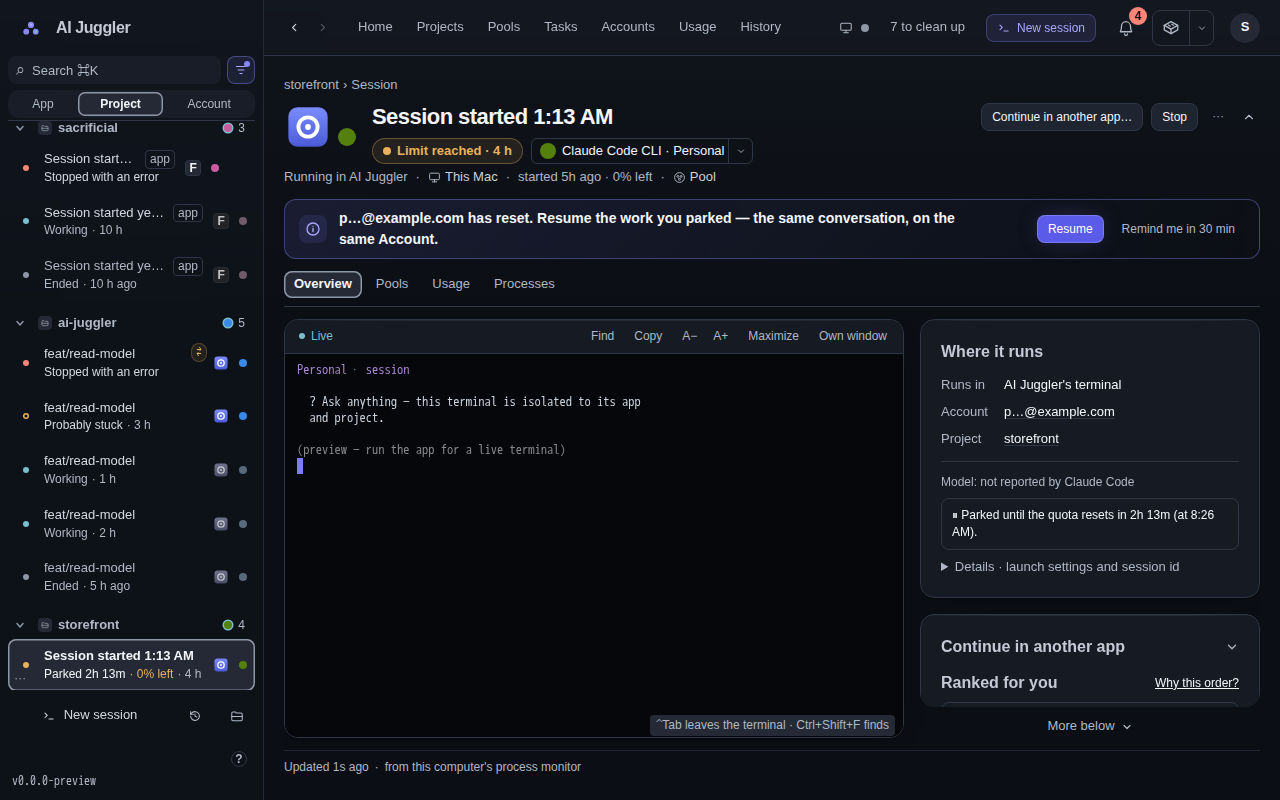 AI Juggler
Search ⌘K
App Project Account
sacrificial 3
Session start… app
Stopped with an error F
Session started ye… app
Working · 10 h F
Session started ye… app
Ended · 10 h ago F
ai-juggler 5
feat/read-model
Stopped with an error
feat/read-model
Probably stuck · 3 h
feat/read-model
Working · 1 h
feat/read-model
Working · 2 h
feat/read-model
Ended · 5 h ago
storefront 4
Session started 1:13 AM
Parked 2h 13m · 0% left · 4 h
…
New session
?
v0.0.0-preview
Home Projects Pools Tasks Accounts Usage History
7 to clean up
New session
4
S
storefront › Session
Session started 1:13 AM
Continue in another app… Stop …
Limit reached · 4 h
Claude Code CLI · Personal
Running in AI Juggler · This Mac · started 5h ago · 0% left · Pool
p…@example.com has reset. Resume the work you parked — the same conversation, on the
same Account.
Resume Remind me in 30 min
Overview Pools Usage Processes
Live
Find Copy A− A+ Maximize Own window
Personal · session
? Ask anything — this terminal is isolated to its app
and project.
(preview — run the app for a live terminal)
^Tab leaves the terminal · Ctrl+Shift+F finds
Where it runs
Runs in AI Juggler's terminal
Account p…@example.com
Project storefront
Model: not reported by Claude Code
Parked until the quota resets in 2h 13m (at 8:26
AM).
Details · launch settings and session id
Continue in another app
Ranked for you Why this order?
More below
Updated 1s ago · from this computer's process monitor